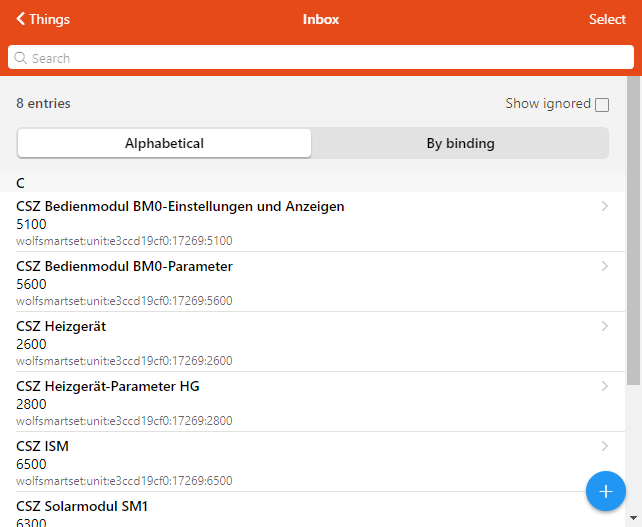 Things
Inbox
Select
Search
8 entries
Show ignored
Alphabetical
By binding
C
CSZ Bedienmodul BM0-Einstellungen und Anzeigen
5100
wolfsmartset:unit:e3ccd19cf0:17269:5100
CSZ Bedienmodul BM0-Parameter
5600
wolfsmartset:unit:e3ccd19cf0:17269:5600
CSZ Heizgerät
2600
wolfsmartset:unit:e3ccd19cf0:17269:2600
CSZ Heizgerät-Parameter HG
2800
wolfsmartset:unit:e3ccd19cf0:17269:2800
CSZ ISM
6500
wolfsmartset:unit:e3ccd19cf0:17269:6500
CSZ Solarmodul SM1
6300